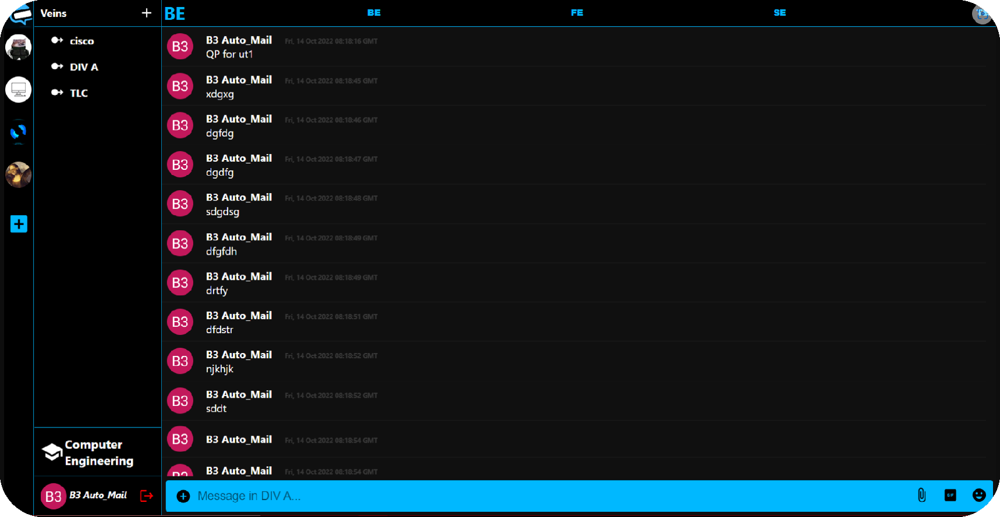 Veins
BE
BE
FE
SE
cisco
DIV A
TLC
B3
B3 Auto_Mail Fri, 14 Oct 2022 08:18:16 GMT
QP for ut1
B3
B3 Auto_Mail Fri, 14 Oct 2022 08:18:45 GMT
xdgxg
B3
B3 Auto_Mail Fri, 14 Oct 2022 08:18:46 GMT
dgfdg
B3
B3 Auto_Mail Fri, 14 Oct 2022 08:18:47 GMT
dgdfg
B3
B3 Auto_Mail Fri, 14 Oct 2022 08:18:48 GMT
sdgdsg
B3
B3 Auto_Mail Fri, 14 Oct 2022 08:18:49 GMT
dfgfdh
B3
B3 Auto_Mail Fri, 14 Oct 2022 08:18:49 GMT
drtfy
B3
B3 Auto_Mail Fri, 14 Oct 2022 08:18:51 GMT
dfdstr
B3
B3 Auto_Mail Fri, 14 Oct 2022 08:18:52 GMT
njkhjk
B3
B3 Auto_Mail Fri, 14 Oct 2022 08:18:52 GMT
sddt
B3
B3 Auto_Mail Fri, 14 Oct 2022 08:18:54 GMT
B3
B3 Auto_Mail Fri, 14 Oct 2022 08:18:54 GMT
Computer
Engineering
B3
B3 Auto_Mail
Message in DIV A...
GIF